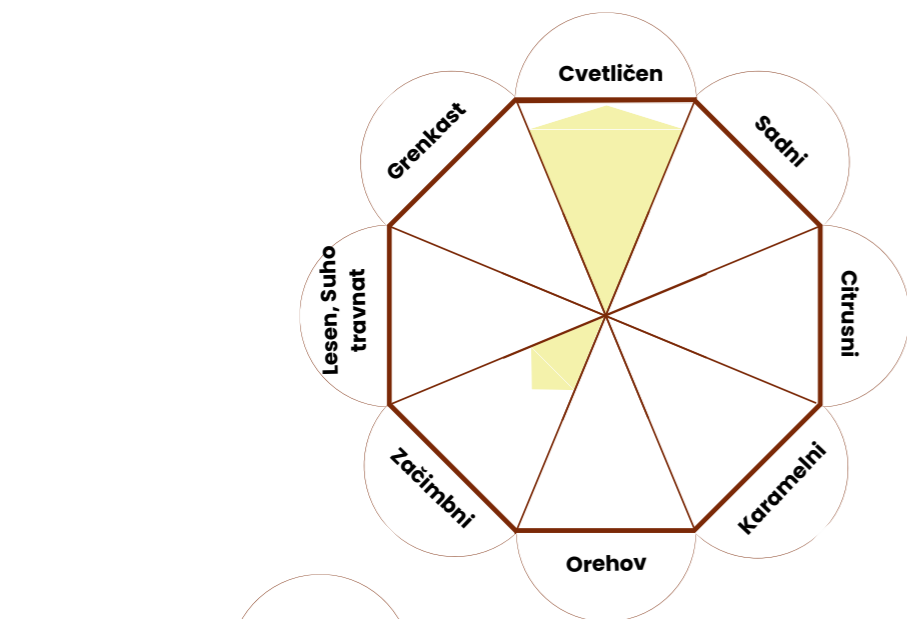 Cvetličen
Sadni
Citrusni
Karamelni
Orehov
Začimbni
Lesen, Suho
travnat
Grenkast